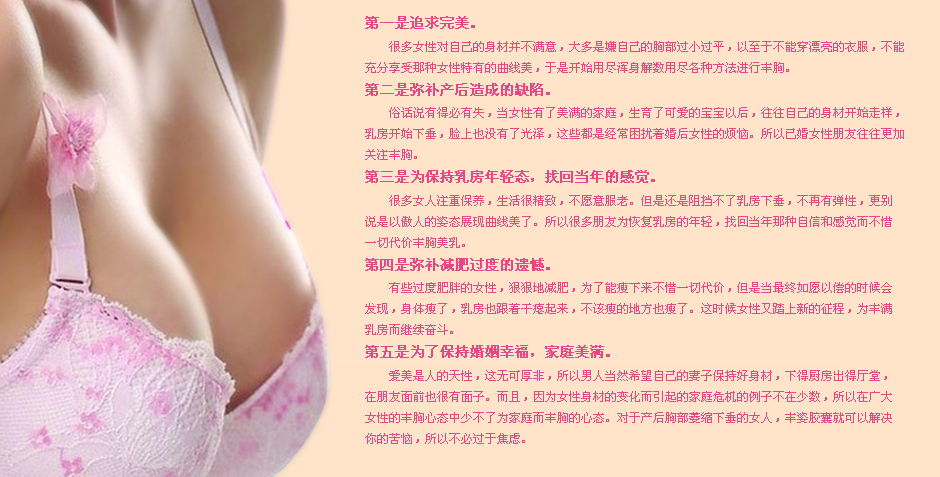 第一是追求完美。
很多女性对自己的身材并不满意，大多是嫌自己的胸部过小过平，以至于不能穿漂亮的衣服，不能
充分享受那种女性特有的曲线美，于是开始用尽浑身解数用尽各种方法进行丰胸。
第二是弥补产后造成的缺陷。
俗话说有得必有失，当女性有了美满的家庭，生育了可爱的宝宝以后，往往自己的身材开始走样，
乳房开始下垂，脸上也没有了光泽，这些都是经常困扰着婚后女性的烦恼。所以已婚女性朋友往往更加
关注丰胸。
第三是为保持乳房年轻态，找回当年的感觉。
很多女人注重保养，生活很精致，不愿意服老。但是还是阻挡不了乳房下垂，不再有弹性，更别
说是以傲人的姿态展现曲线美了。所以很多朋友为恢复乳房的年轻，找回当年那种自信和感觉而不惜
一切代价丰胸美乳。
第四是弥补减肥过度的遗憾。
有些过度肥胖的女性，狠狠地减肥，为了能瘦下来不惜一切代价，但是当最终如愿以偿的时候会
发现，身体瘦了，乳房也跟着干瘪起来，不该瘦的地方也瘦了。这时候女性又踏上新的征程，为丰满
乳房而继续奋斗。
第五是为了保持婚姻幸福，家庭美满。
爱美是人的天性，这无可厚非，所以男人当然希望自己的妻子保持好身材，下得厨房出得厅堂，
在朋友面前也很有面子。而且，因为女性身材的变化而引起的家庭危机的例子不在少数，所以在广大
女性的丰胸心态中少不了为家庭而丰胸的心态。对于产后胸部萎缩下垂的女人，丰姿胶囊就可以解决
你的苦恼，所以不必过于焦虑。